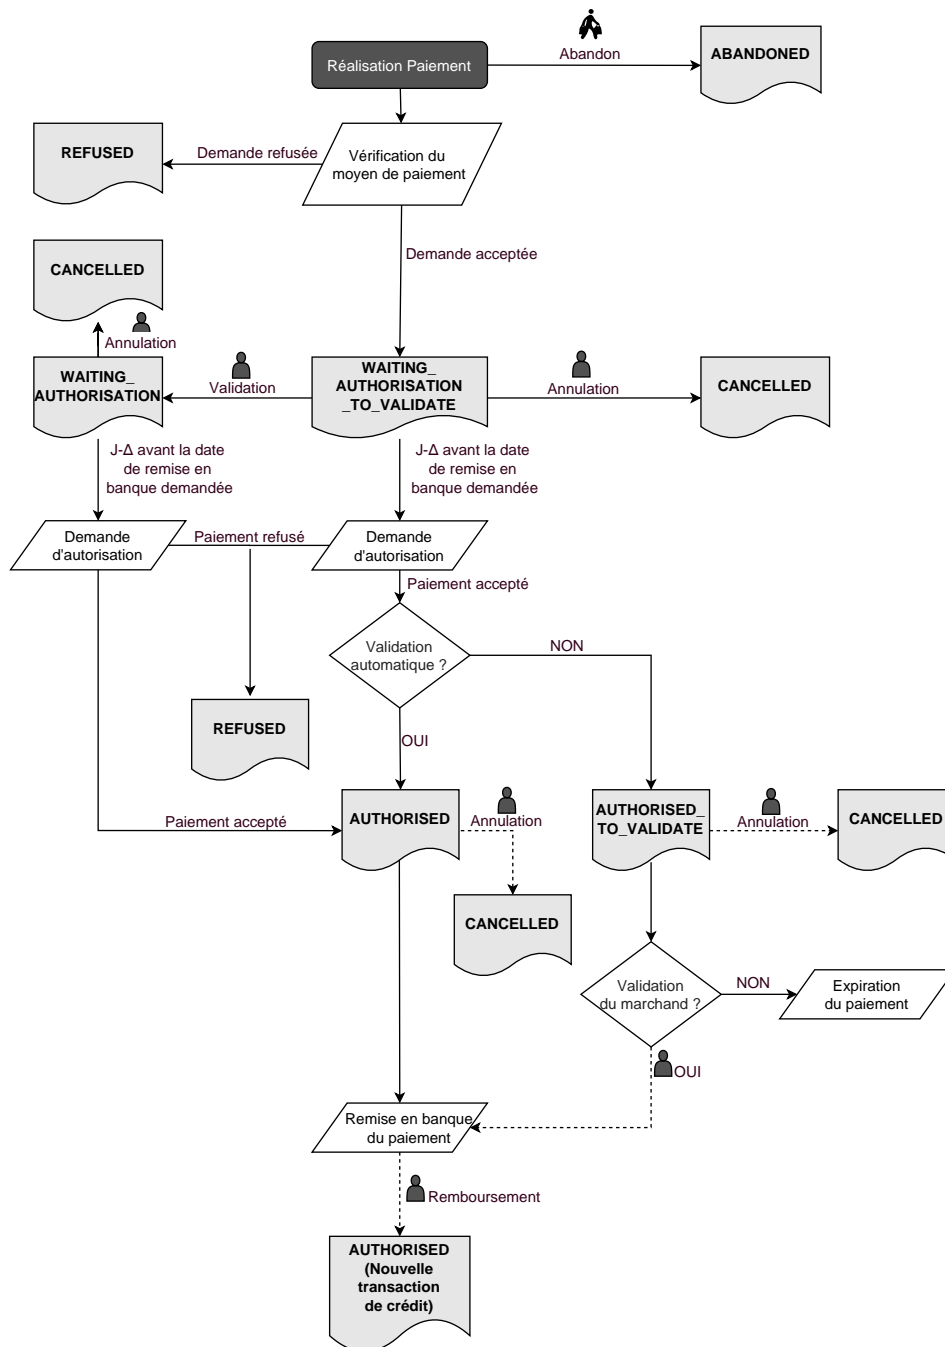 Réalisation Paiement
Abandon
ABANDONED
REFUSED
Demande refusée
Vérification du
moyen de paiement
Demande acceptée
CANCELLED
Annulation
WAITING_
AUTHORISATION
Validation
WAITING_
AUTHORISATION
_TO_VALIDATE
Annulation
CANCELLED
J-Δ avant la date
de remise en
banque demandée
J-Δ avant la date
de remise en
banque demandée
Demande
d'autorisation
Paiement refusé
Demande
d'autorisation
Paiement accepté
Validation
automatique ?
NON
REFUSED
OUI
Paiement accepté
AUTHORISED
Annulation
AUTHORISED_
TO_VALIDATE
Annulation
CANCELLED
CANCELLED
Validation
du marchand ?
NON
Expiration
du paiement
OUI
Remise en banque
du paiement
Remboursement
AUTHORISED
(Nouvelle
transaction
de crédit)